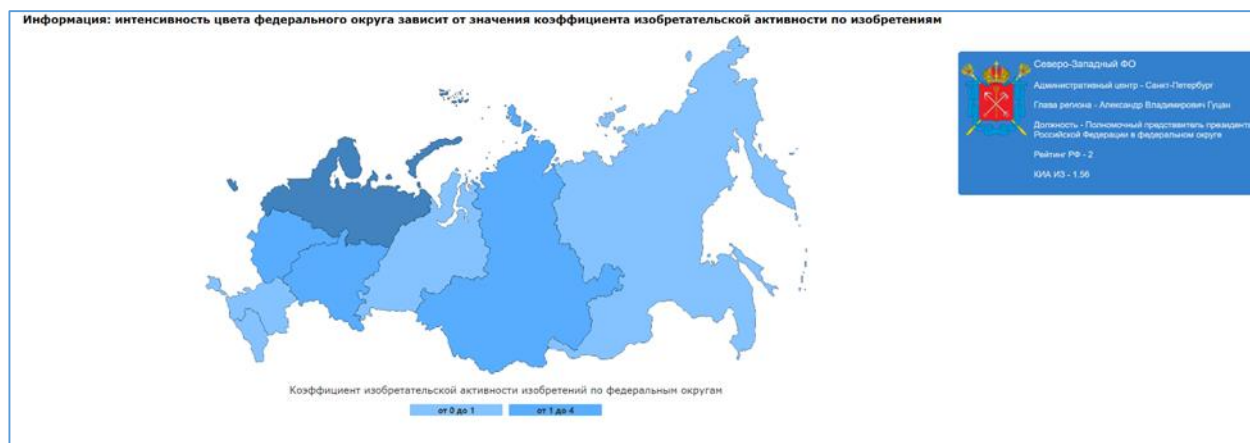 Информация: интенсивность цвета федерального округа зависит от значения коэффициента изобретательской активности по изобретениям
Северо-Западный ФО
Административный центр - Санкт-Петербург
Глава региона - Александр Владимирович Гуцан
Должность - Полномочный представитель президента
Российской Федерации в федеральном округе
Рейтинг РФ - 2
КИА ИЗ - 1.56
Коэффициент изобретательской активности изобретений по федеральным округам
от 0 до 1
от 1 до 4